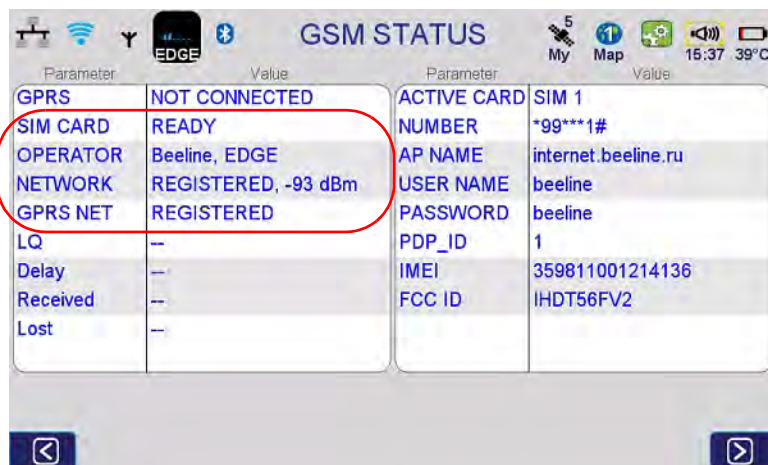 EDGE
GSM STATUS
5
My
1
Map
15:37
39°C
Parameter Value Parameter Value
GPRS NOT CONNECTED ACTIVE CARD SIM 1
SIM CARD READY NUMBER *99***1#
OPERATOR Beeline, EDGE AP NAME internet.beeline.ru
NETWORK REGISTERED, -93 dBm USER NAME beeline
GPRS NET REGISTERED PASSWORD beeline
LQ -- PDP_ID 1
Delay -- IMEI 359811001214136
Received -- FCC ID IHDT56FV2
Lost --